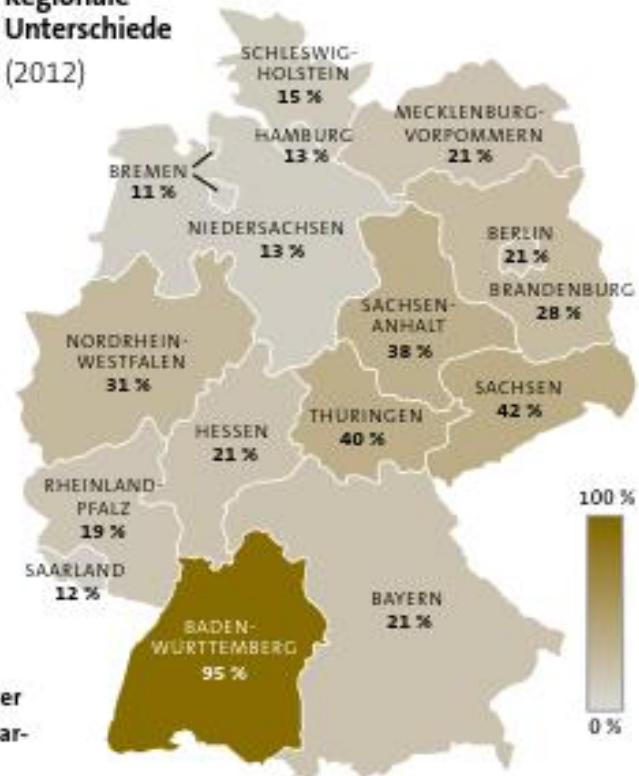 Regionale
Unterschiede
(2012)
SCHLESWIG-
HOLSTEIN
15 %
MECKLENBURG-
VORPOMMERN
21 %
HAMBURG
13 %
BREMEN
11 %
NIEDERSACHSEN
13 %
BERLIN
21 %
BRANDENBURG
28 %
SACHSEN-
ANHALT
38 %
NORDRHEIN-
WESTFALEN
31 %
SACHSEN
42 %
THÜRINGEN
40 %
HESSEN
21 %
RHEINLAND-
PFALZ
19 %
SAARLAND
12 %
BAYERN
21 %
BADEN-
WÜRTTEMBERG
95 %
100 %
0 %
er
ar-